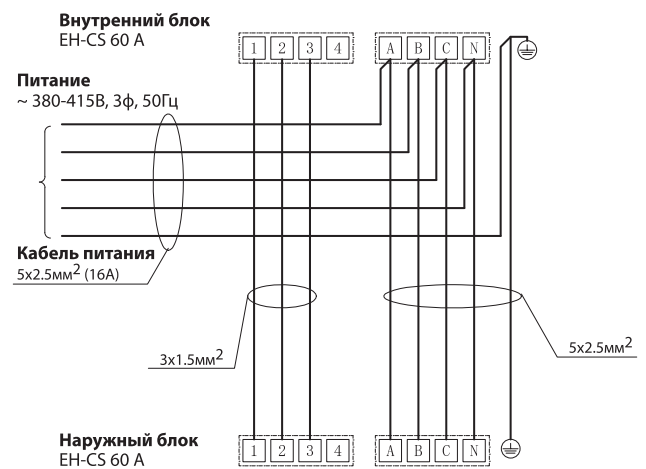 Внутренний блок
EH-CS 60 A
1 2 3 4 A B C N
Питание
~ 380-415В, 3ф, 50Гц
Кабель питания
5x2.5мм² (16А)
3x1.5мм²
5x2.5мм²
Наружный блок
EH-CS 60 A
1 2 3 4 A B C N